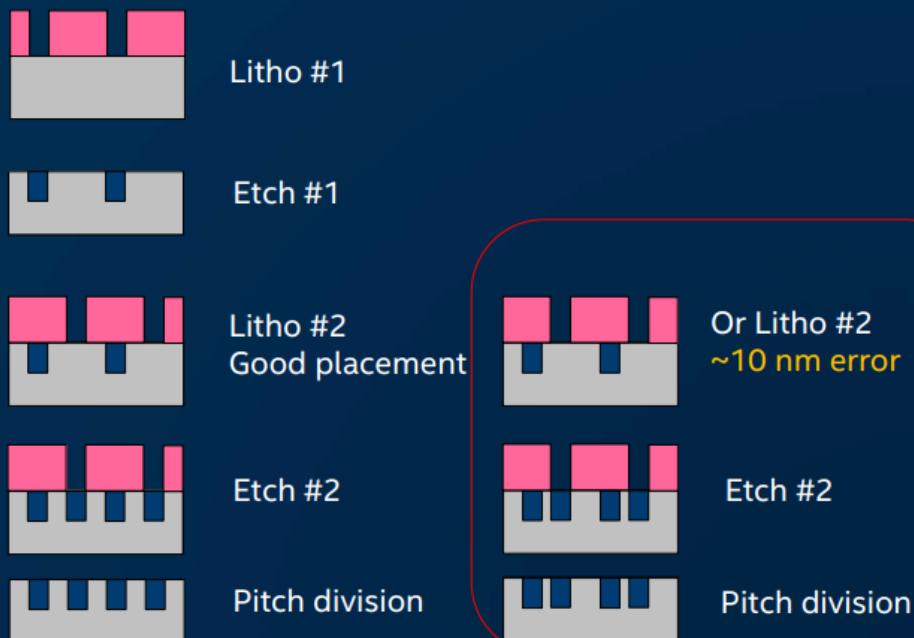 Litho #1
Etch #1
Litho #2
Good placement
Etch #2
Pitch division
Or Litho #2
~10 nm error
Etch #2
Pitch division